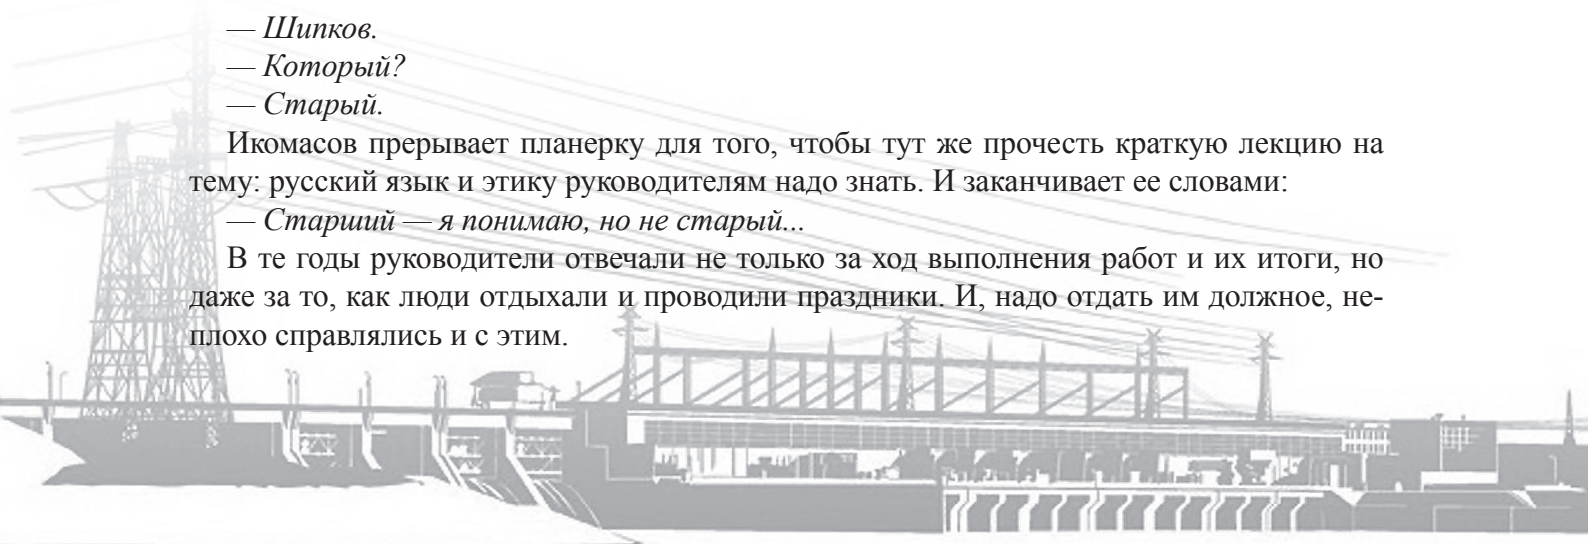 — Шипков.
— Который?
— Старый.
Икомасов прерывает планерку для того, чтобы тут же прочесть краткую лекцию на
тему: русский язык и этику руководителям надо знать. И заканчивает ее словами:
— Старший — я понимаю, но не старый...
В те годы руководители отвечали не только за ход выполнения работ и их итоги, но
даже за то, как люди отдыхали и проводили праздники. И, надо отдать им должное, не-
плохо справлялись и с этим.